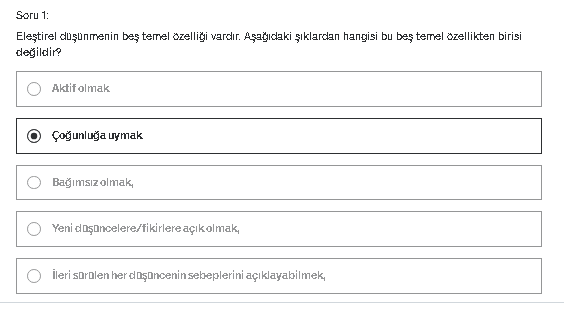 Soru 1:
Eleştirel düşünmenin beş temel özelliği vardır. Aşağıdaki şıklardan hangisi bu beş temel özellikten birisi
değildir?
Aktif olmak
Çoğunluğa uymak
Bağımsız olmak,
Yeni düşüncelere/fikirlere açık olmak,
İleri sürülen her düşüncenin sebeplerini açıklayabilmek,